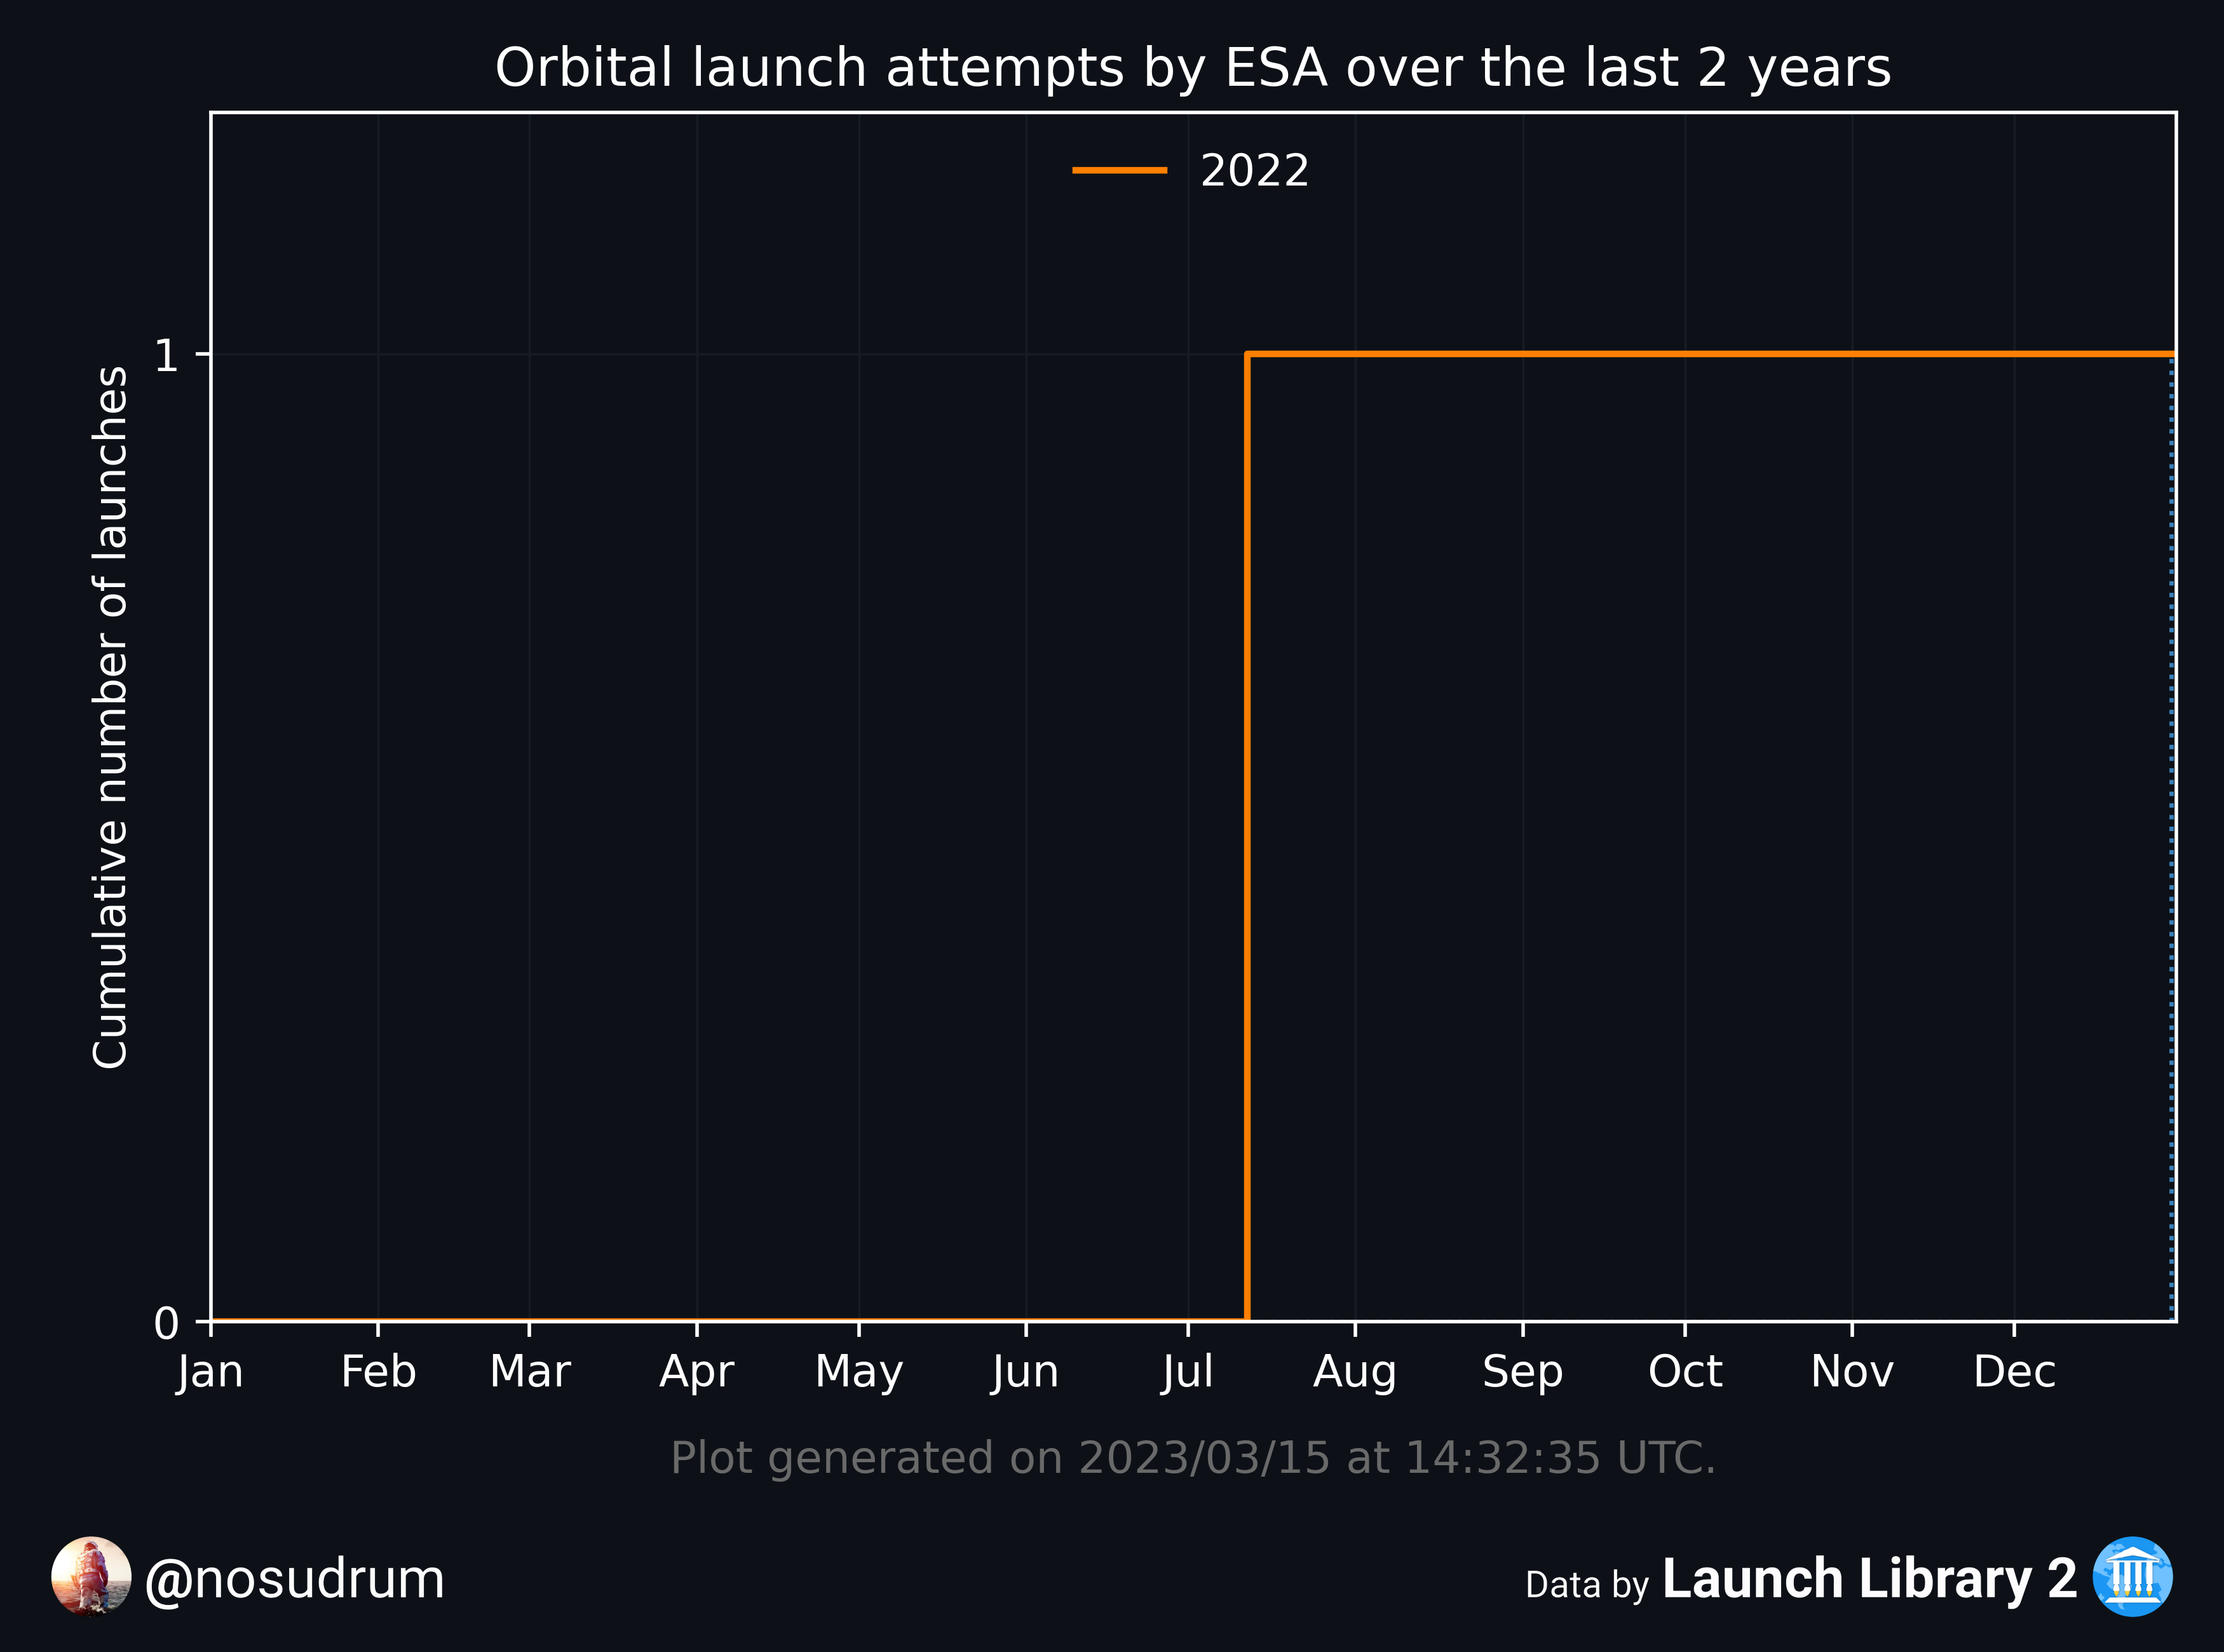 Orbital launch attempts by ESA over the last 2 years
2022
Cumulative number of launches
1
0
Jan Feb Mar Apr May Jun Jul Aug Sep Oct Nov Dec
Plot generated on 2023/03/15 at 14:32:35 UTC.
@nosudrum
Data by Launch Library 2